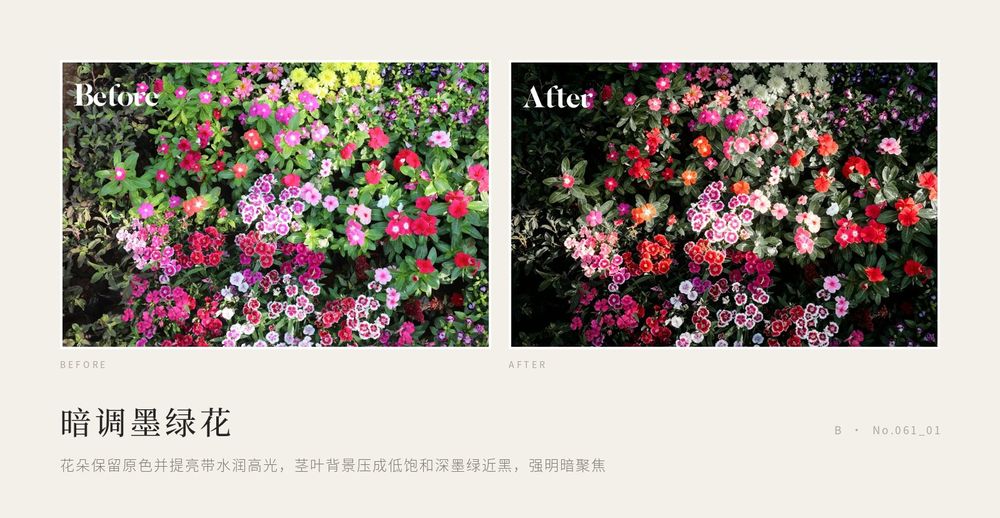 Before
After
BEFORE
AFTER
暗调墨绿花
B • No.061_01
花朵保留原色并提亮带水润高光，茎叶背景压成低饱和深墨绿近黑，强明暗聚焦